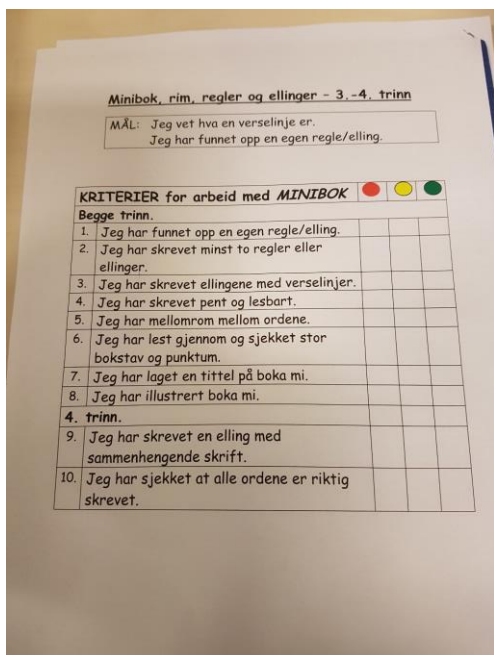 Minibok, rim, regler og ellinger – 3.-4. trinn
MÅL: Jeg vet hva en verselinje er.
Jeg har funnet opp en egen regle/elling.
KRITERIER for arbeid med MINIBOK
Begge trinn.
1. Jeg har funnet opp en egen regle/elling.
2. Jeg har skrevet minst to regler eller
ellinger.
3. Jeg har skrevet ellingene med verselinjer.
4. Jeg har skrevet pent og lesbart.
5. Jeg har mellomrom mellom ordene.
6. Jeg har lest gjennom og sjekket stor
bokstav og punktum.
7. Jeg har laget en tittel på boka mi.
8. Jeg har illustrert boka mi.
4. trinn.
9. Jeg har skrevet en elling med
sammenhengende skrift.
10. Jeg har sjekket at alle ordene er riktig
skrevet.